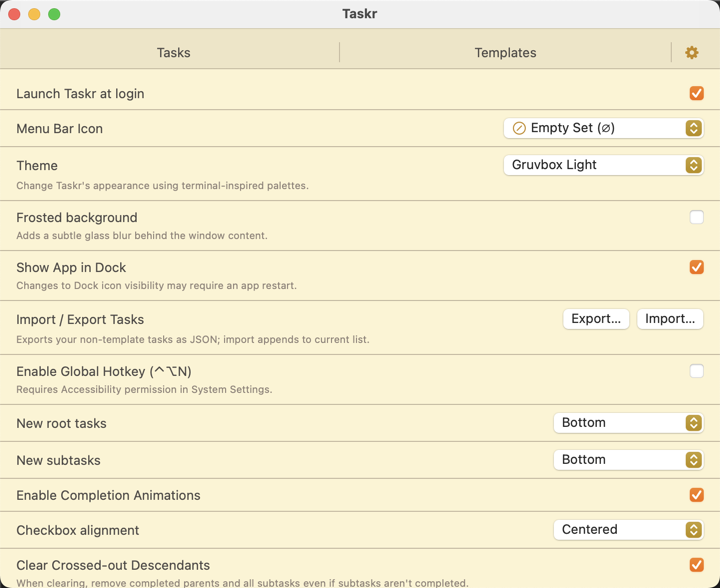 Taskr
Tasks
Templates
Launch Taskr at login
Menu Bar Icon
Empty Set (∅)
Theme
Gruvbox Light
Change Taskr's appearance using terminal-inspired palettes.
Frosted background
Adds a subtle glass blur behind the window content.
Show App in Dock
Changes to Dock icon visibility may require an app restart.
Import / Export Tasks
Export...
Import...
Exports your non-template tasks as JSON; import appends to current list.
Enable Global Hotkey (⌃⌥N)
Requires Accessibility permission in System Settings.
New root tasks
Bottom
New subtasks
Bottom
Enable Completion Animations
Checkbox alignment
Centered
Clear Crossed-out Descendants
When clearing, remove completed parents and all subtasks even if subtasks aren't completed.